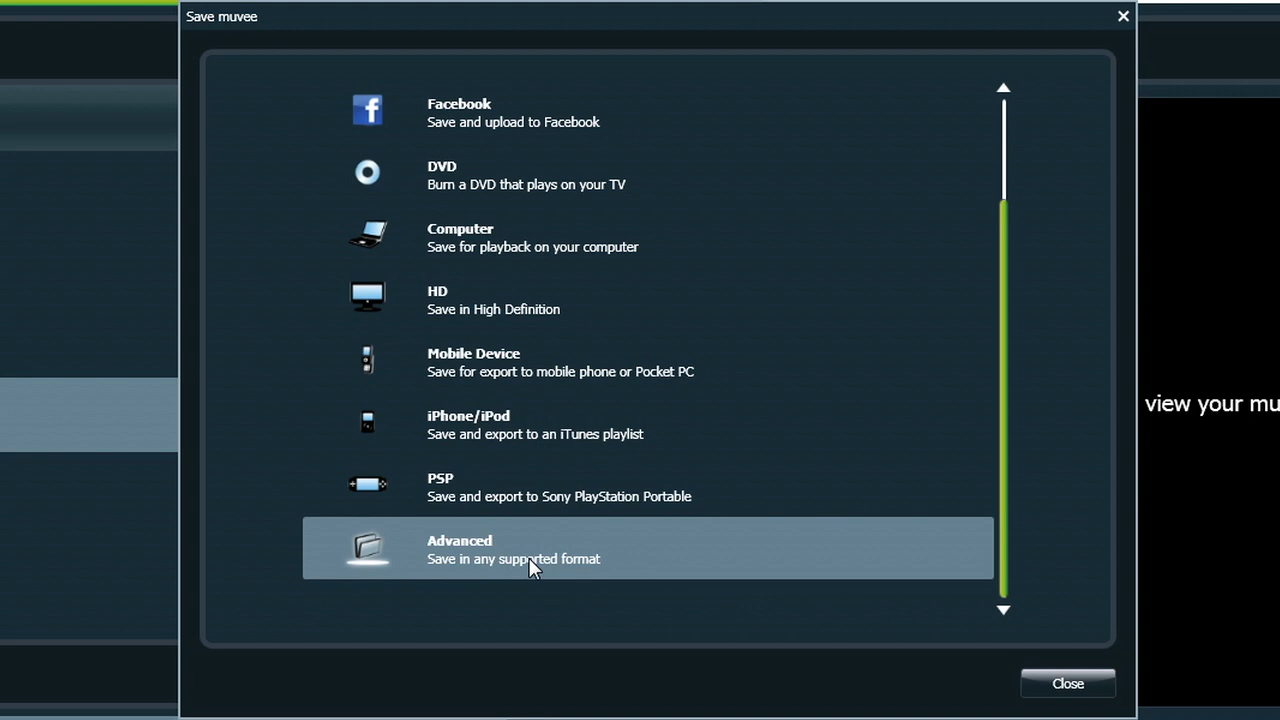 Save muvee
Facebook
Save and upload to Facebook
DVD
Burn a DVD that plays on your TV
Computer
Save for playback on your computer
HD
Save in High Definition
Mobile Device
Save for export to mobile phone or Pocket PC
iPhone/iPod
Save and export to an iTunes playlist
PSP
Save and export to Sony PlayStation Portable
Advanced
Save in any supported format
view your mu
Close